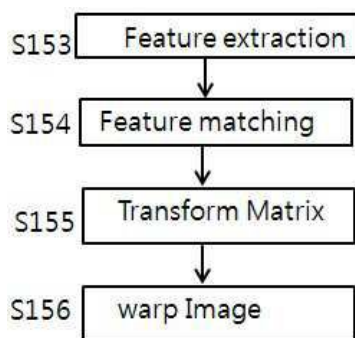 S153 Feature extraction
S154 Feature matching
S155 Transform Matrix
S156 warp Image